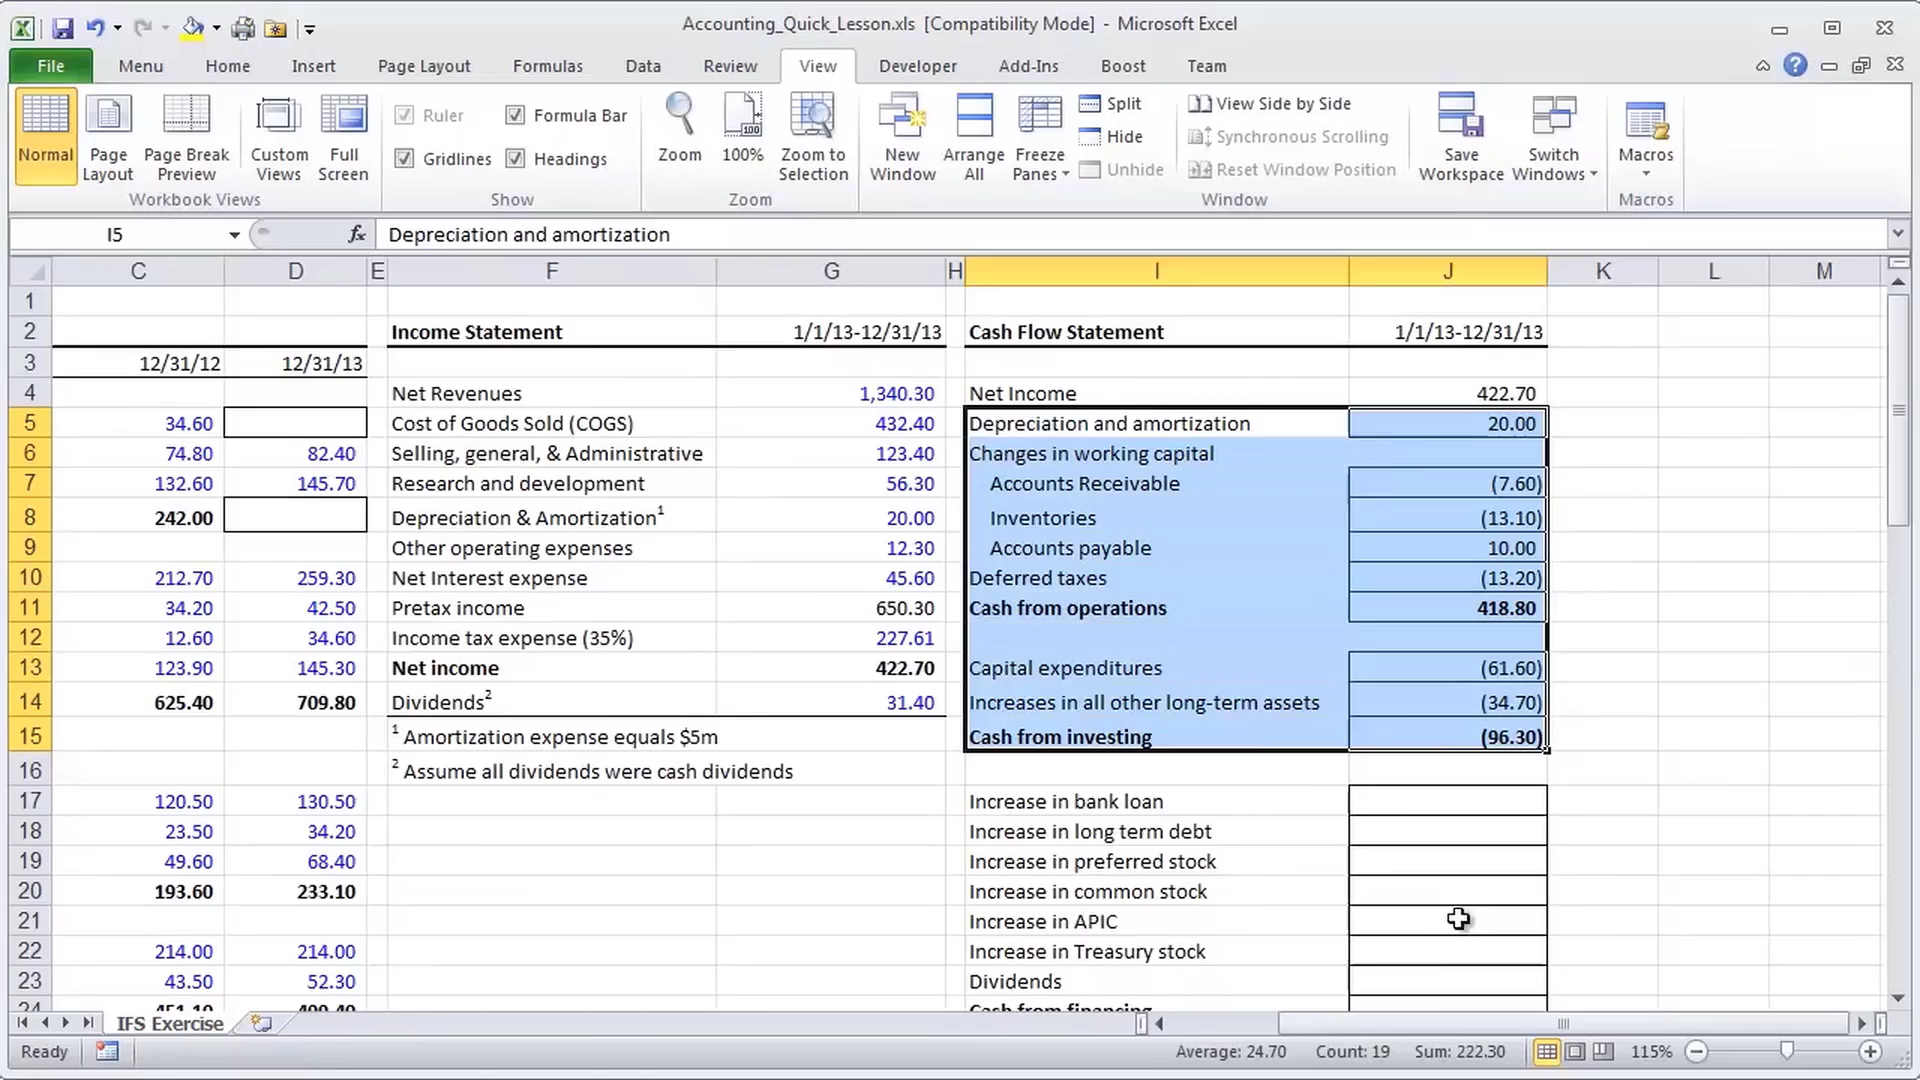 Accounting_Quick_Lesson.xls [Compatibility Mode] - Microsoft Excel
File Menu Home Insert Page Layout Formulas Data Review View Developer Add-Ins Boost Team
Normal Page Layout Page Break Preview Custom Views Full Screen
Workbook Views
Ruler Formula Bar
Gridlines Headings
Show
Zoom 100% Zoom to Selection
Zoom
New Window Arrange All Freeze Panes
Split
Hide
Unhide
View Side by Side
Synchronous Scrolling
Reset Window Position
Window
Save Workspace Switch Windows
Macros
Macros
I5 fx Depreciation and amortization
C D E F G H I J K L M
1
2 Income Statement 1/1/13-12/31/13 Cash Flow Statement 1/1/13-12/31/13
3 12/31/12 12/31/13
4 Net Revenues 1,340.30 Net Income 422.70
5 34.60 Cost of Goods Sold (COGS) 432.40 Depreciation and amortization 20.00
6 74.80 82.40 Selling, general, & Administrative 123.40 Changes in working capital
7 132.60 145.70 Research and development 56.30 Accounts Receivable (7.60)
8 242.00 Depreciation & Amortization1 20.00 Inventories (13.10)
9 Other operating expenses 12.30 Accounts payable 10.00
10 212.70 259.30 Net Interest expense 45.60 Deferred taxes (13.20)
11 34.20 42.50 Pretax income 650.30 Cash from operations 418.80
12 12.60 34.60 Income tax expense (35%) 227.61
13 123.90 145.30 Net income 422.70 Capital expenditures (61.60)
14 625.40 709.80 Dividends2 31.40 Increases in all other long-term assets (34.70)
15 1 Amortization expense equals $5m Cash from investing (96.30)
16 2 Assume all dividends were cash dividends
17 120.50 130.50 Increase in bank loan
18 23.50 34.20 Increase in long term debt
19 49.60 68.40 Increase in preferred stock
20 193.60 233.10 Increase in common stock
21 Increase in APIC
22 214.00 214.00 Increase in Treasury stock
23 43.50 52.30 Dividends
24 451.10 499.40 Cash from financing
IFS Exercise
Ready Average: 24.70 Count: 19 Sum: 222.30 115%